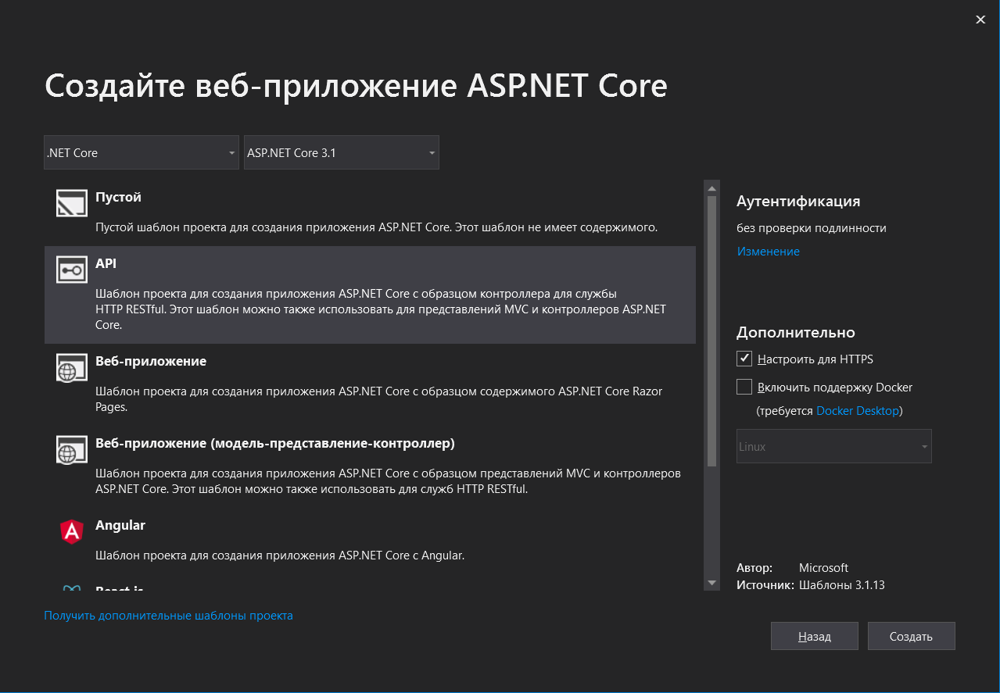 Создайте веб-приложение ASP.NET Core
.NET Core
ASP.NET Core 3.1
Пустой
Пустой шаблон проекта для создания приложения ASP.NET Core. Этот шаблон не имеет содержимого.
API
Шаблон проекта для создания приложения ASP.NET Core с образцом контроллера для службы
HTTP RESTful. Этот шаблон можно также использовать для представлений MVC и контроллеров ASP.NET
Core.
Веб-приложение
Шаблон проекта для создания приложения ASP.NET Core с образцом содержимого ASP.NET Core Razor
Pages.
Веб-приложение (модель-представление-контроллер)
Шаблон проекта для создания приложения ASP.NET Core с образцом представлений MVC и контроллеров
ASP.NET Core. Этот шаблон можно также использовать для служб HTTP RESTful.
Angular
Шаблон проекта для создания приложения ASP.NET Core с Angular.
React.js
Получить дополнительные шаблоны проекта
Аутентификация
без проверки подлинности
Изменение
Дополнительно
Настроить для HTTPS
Включить поддержку Docker
(требуется Docker Desktop)
Linux
Автор: Microsoft
Источник: Шаблоны 3.1.13
Назад
Создать